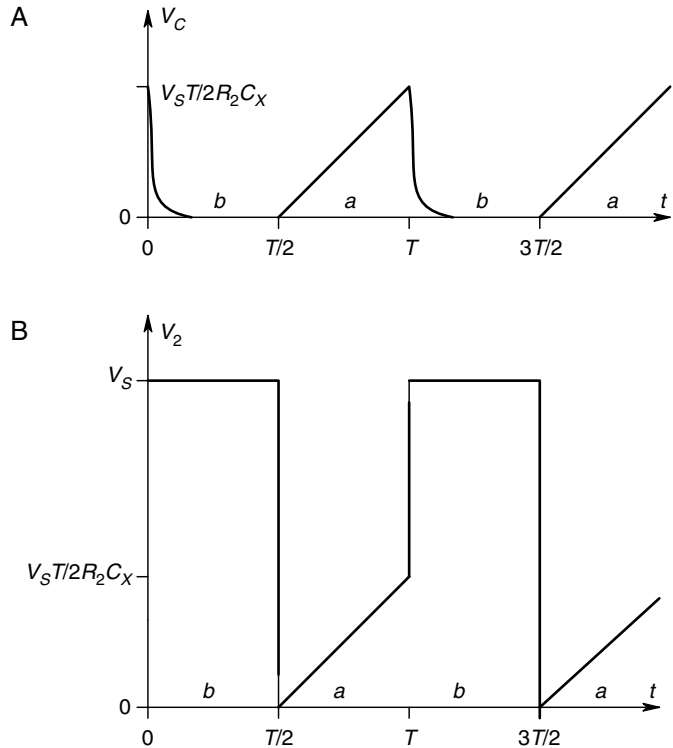 A
V_C
V_ST/2R_2C_X
b a b a t
0
0 T/2 T 3T/2
B
V_2
V_S
V_ST/2R_2C_X
b a b a t
0
0 T/2 T 3T/2